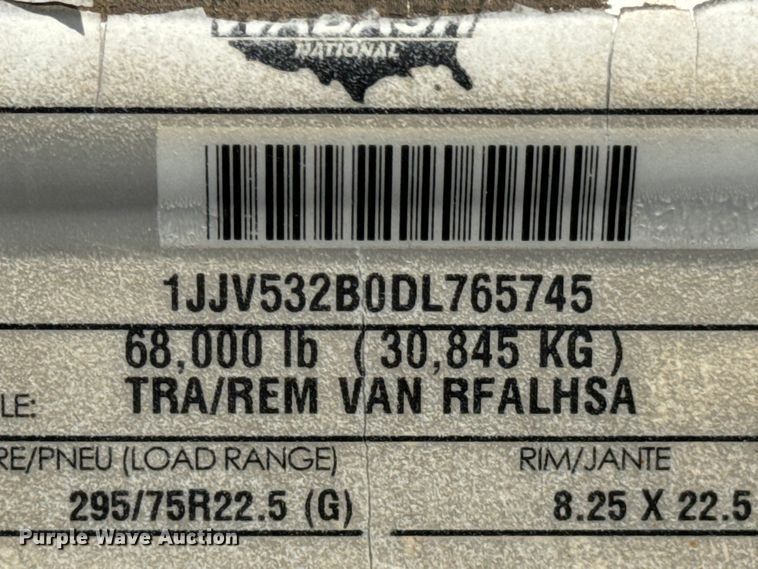 WABASH
NATIONAL
1JJV532B0DL765745
68,000 lb ( 30,845 KG )
LE: TRA/REM VAN RFALHSA
RE/PNEU (LOAD RANGE) RIM/JANTE
295/75R22.5 (G) 8.25 X 22.5
Purple Wave Auction